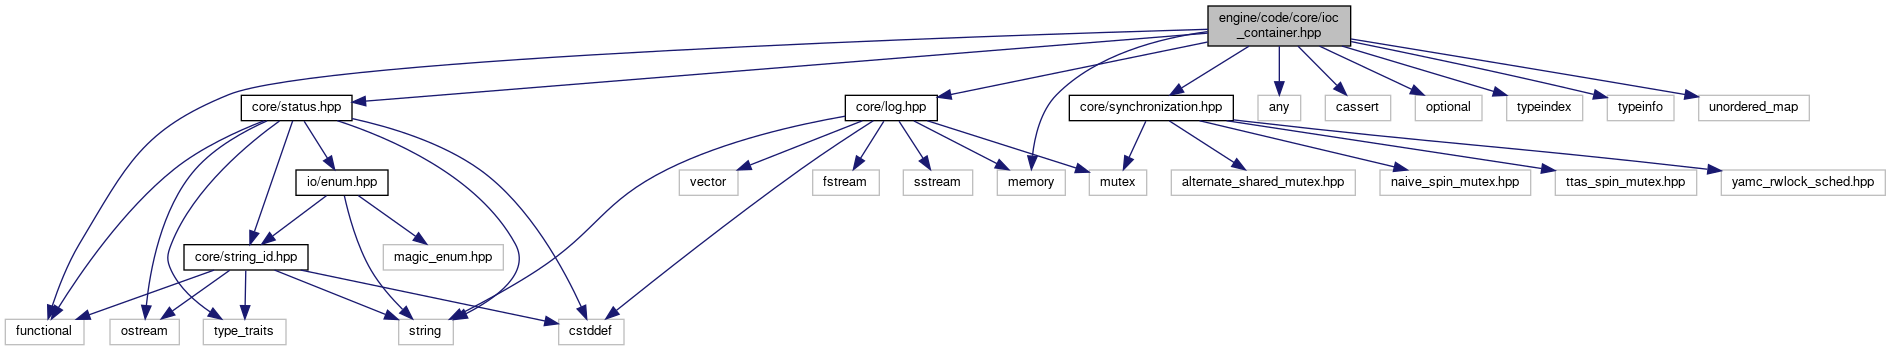 engine/code/core/ioc
_container.hpp
core/status.hpp
core/log.hpp
core/synchronization.hpp
any
cassert
optional
typeindex
typeinfo
unordered_map
io/enum.hpp
vector
fstream
sstream
memory
mutex
alternate_shared_mutex.hpp
naive_spin_mutex.hpp
ttas_spin_mutex.hpp
yamc_rwlock_sched.hpp
core/string_id.hpp
magic_enum.hpp
functional
ostream
type_traits
string
cstddef